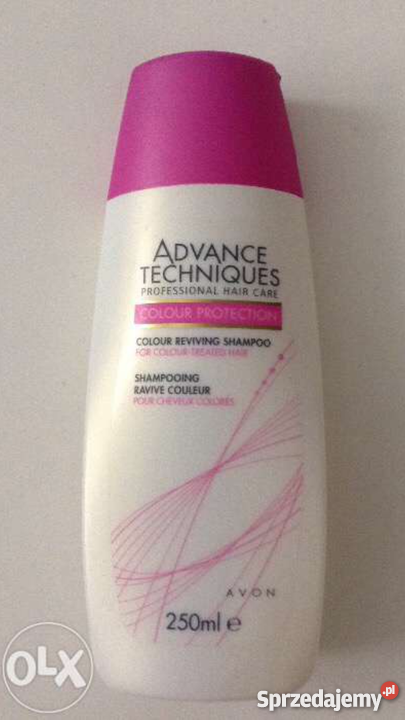 ADVANCE
TECHNIQUES
PROFESSIONAL HAIR CARE
COLOUR PROTECTION
COLOUR REVIVING SHAMPOO
FOR COLOUR-TREATED HAIR
SHAMPOOING
RAVIVE COULEUR
POUR CHEVEUX COLORÉS
AVON
250ml e
OLX
Sprzedajemy.pl